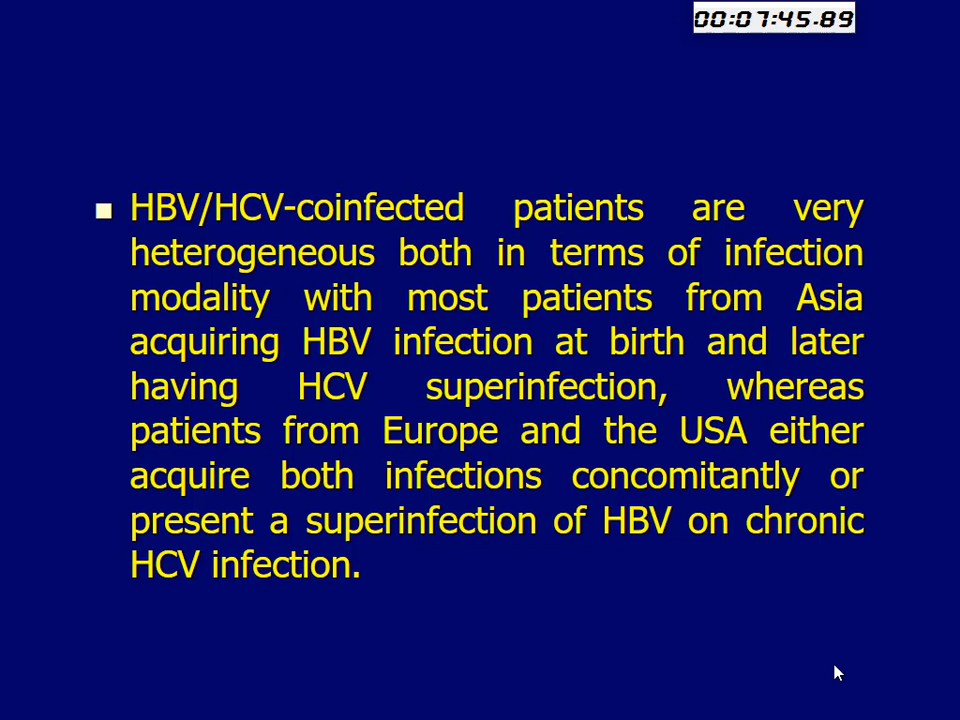 00:07:45.89
HBV/HCV-coinfected patients are very
heterogeneous both in terms of infection
modality with most patients from Asia
acquiring HBV infection at birth and later
having HCV superinfection, whereas
patients from Europe and the USA either
acquire both infections concomitantly or
present a superinfection of HBV on chronic
HCV infection.